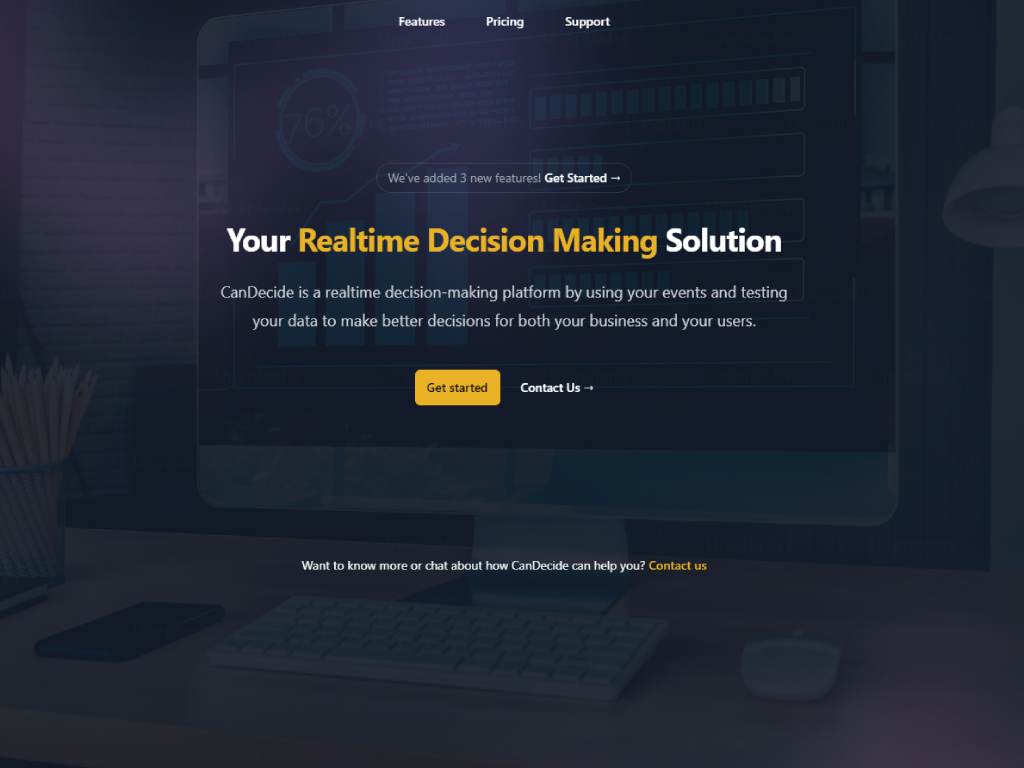 Features Pricing Support
76%
We've added 3 new features! Get Started →
Your Realtime Decision Making Solution
CanDecide is a realtime decision-making platform by using your events and testing
your data to make better decisions for both your business and your users.
Get started Contact Us →
Want to know more or chat about how CanDecide can help you? Contact us